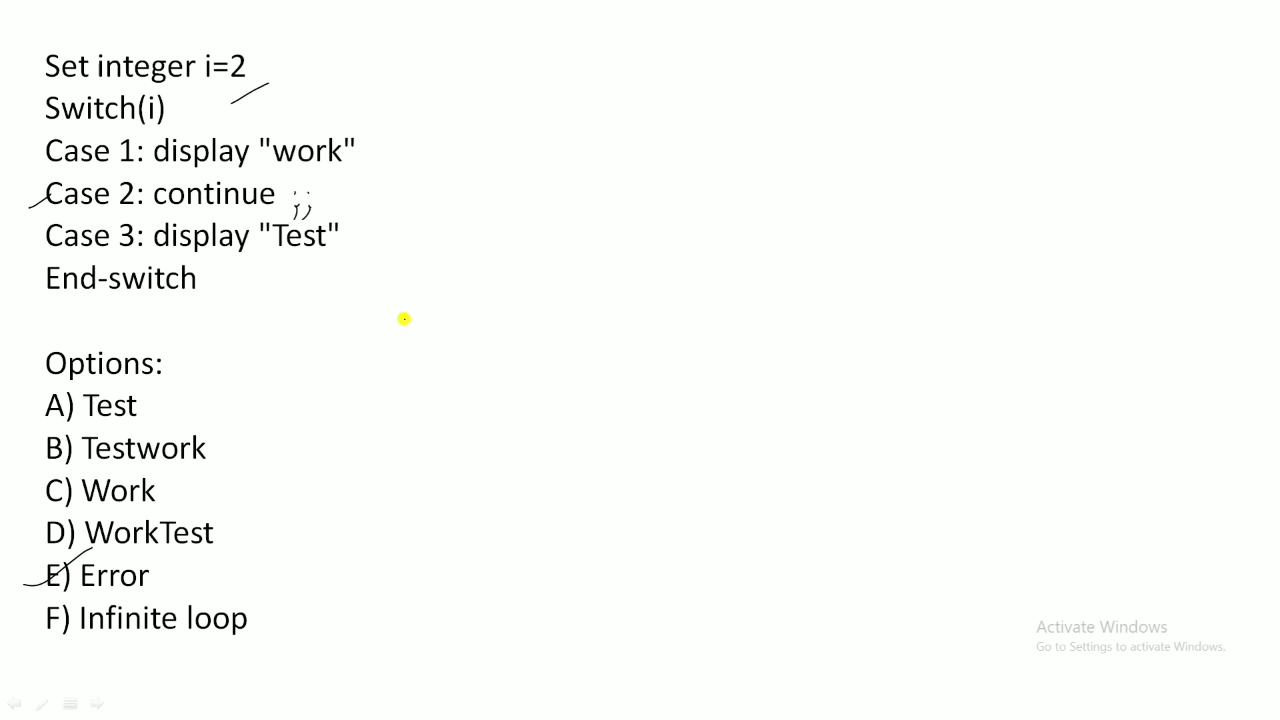 Set integer i=2
Switch(i)
Case 1: display "work"
Case 2: continue ;;
Case 3: display "Test"
End-switch
Options:
A) Test
B) Testwork
C) Work
D) WorkTest
E) Error
F) Infinite loop
Activate Windows
Go to Settings to activate Windows.